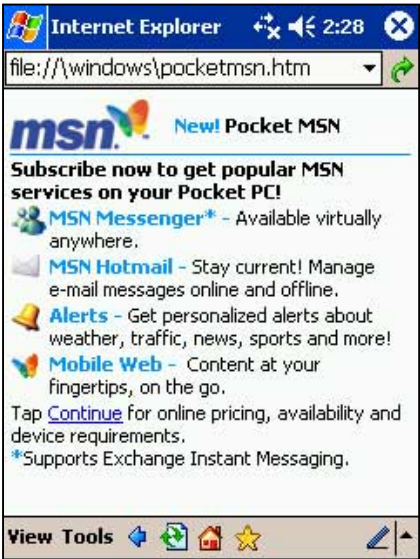 Internet Explorer 2:28
file://\windows\pocketmsn.htm
msn. New! Pocket MSN
Subscribe now to get popular MSN
services on your Pocket PC!
MSN Messenger* - Available virtually
anywhere.
MSN Hotmail - Stay current! Manage
e-mail messages online and offline.
Alerts - Get personalized alerts about
weather, traffic, news, sports and more!
Mobile Web - Content at your
fingertips, on the go.
Tap Continue for online pricing, availability and
device requirements.
*Supports Exchange Instant Messaging.
View Tools